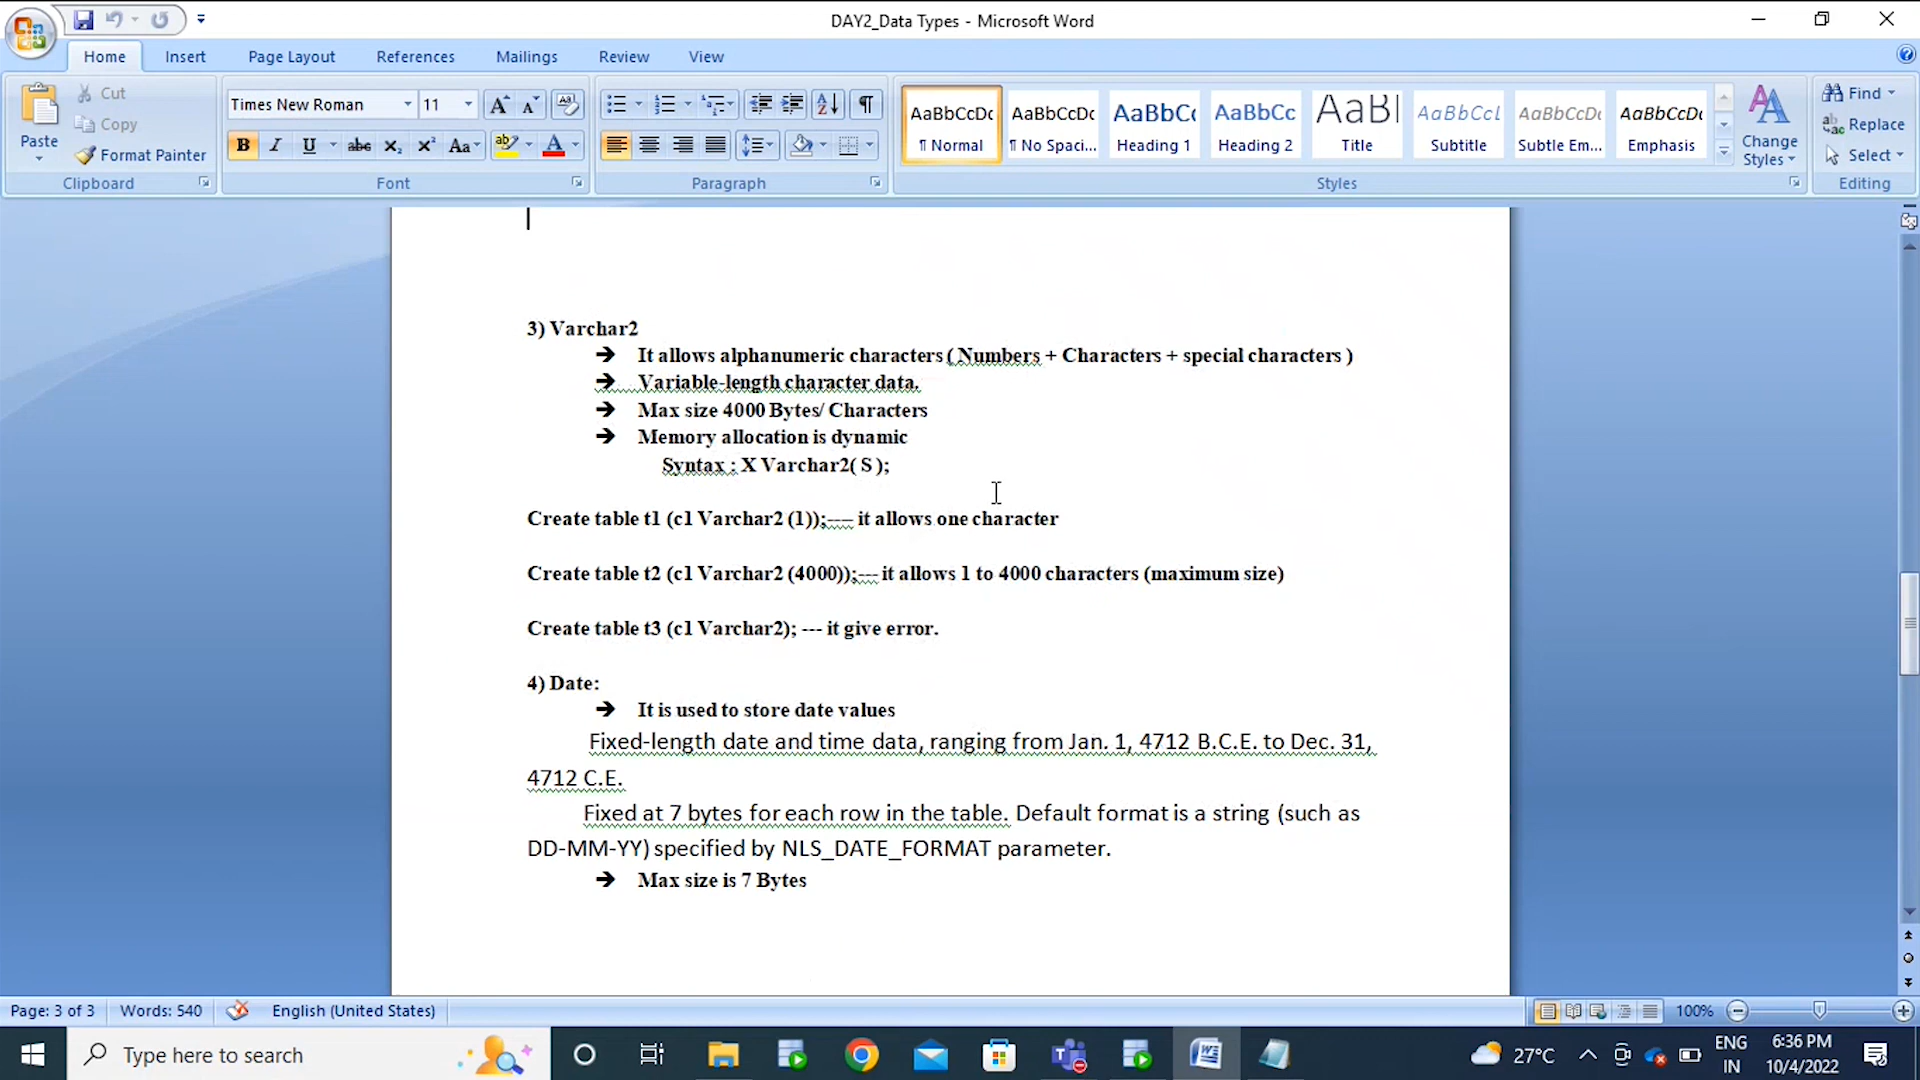 DAY2_Data Types - Microsoft Word
Home Insert Page Layout References Mailings Review View
Paste
Cut
Copy
Format Painter
Clipboard
Times New Roman 11
B I U abc X₂ X² Aa
Font
Paragraph
AaBbCcDc AaBbCcDc AaBbCc AaBbCc AaBl AaBbCcL AaBbCcDc AaBbCcDc
¶ Normal ¶ No Spaci... Heading 1 Heading 2 Title Subtitle Subtle Em... Emphasis
Styles
Change Styles
Find
Replace
Select
Editing
3) Varchar2
➔ It allows alphanumeric characters ( Numbers + Characters + special characters )
➔ Variable-length character data.
➔ Max size 4000 Bytes/ Characters
➔ Memory allocation is dynamic
Syntax : X Varchar2( S );
Create table t1 (c1 Varchar2 (1));---- it allows one character
Create table t2 (c1 Varchar2 (4000));--- it allows 1 to 4000 characters (maximum size)
Create table t3 (c1 Varchar2); --- it give error.
4) Date:
➔ It is used to store date values
Fixed-length date and time data, ranging from Jan. 1, 4712 B.C.E. to Dec. 31,
4712 C.E.
Fixed at 7 bytes for each row in the table. Default format is a string (such as
DD-MM-YY) specified by NLS_DATE_FORMAT parameter.
➔ Max size is 7 Bytes
Page: 3 of 3 Words: 540 English (United States) 100%
Type here to search
27°C
ENG
IN
6:36 PM
10/4/2022